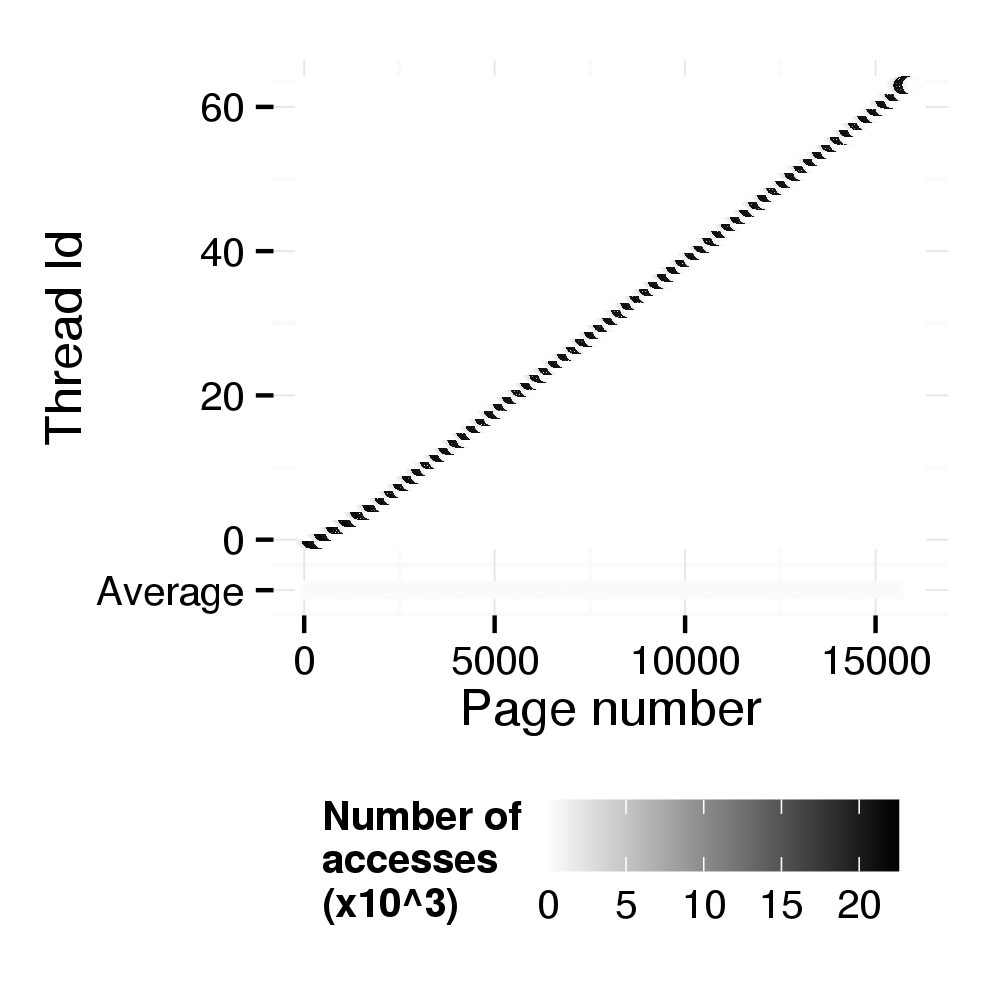 60
40
20
0
Average
Thread Id
0 5000 10000 15000
Page number
Number of
accesses
(x10^3)
0 5 10 15 20